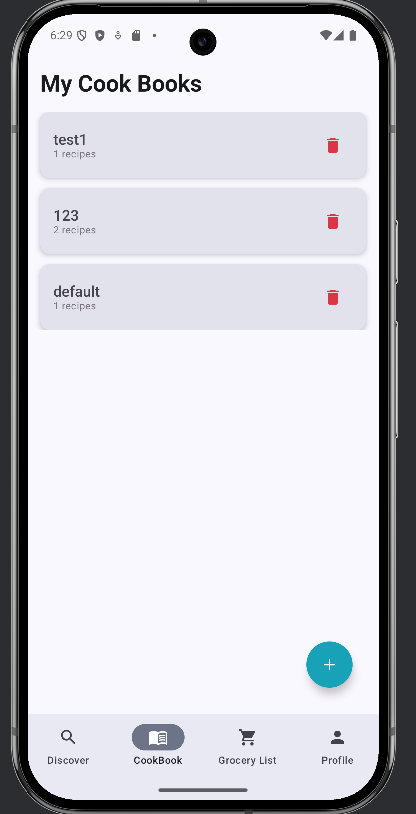 6:29
My Cook Books
test1
1 recipes
123
2 recipes
default
1 recipes
Discover
CookBook
Grocery List
Profile